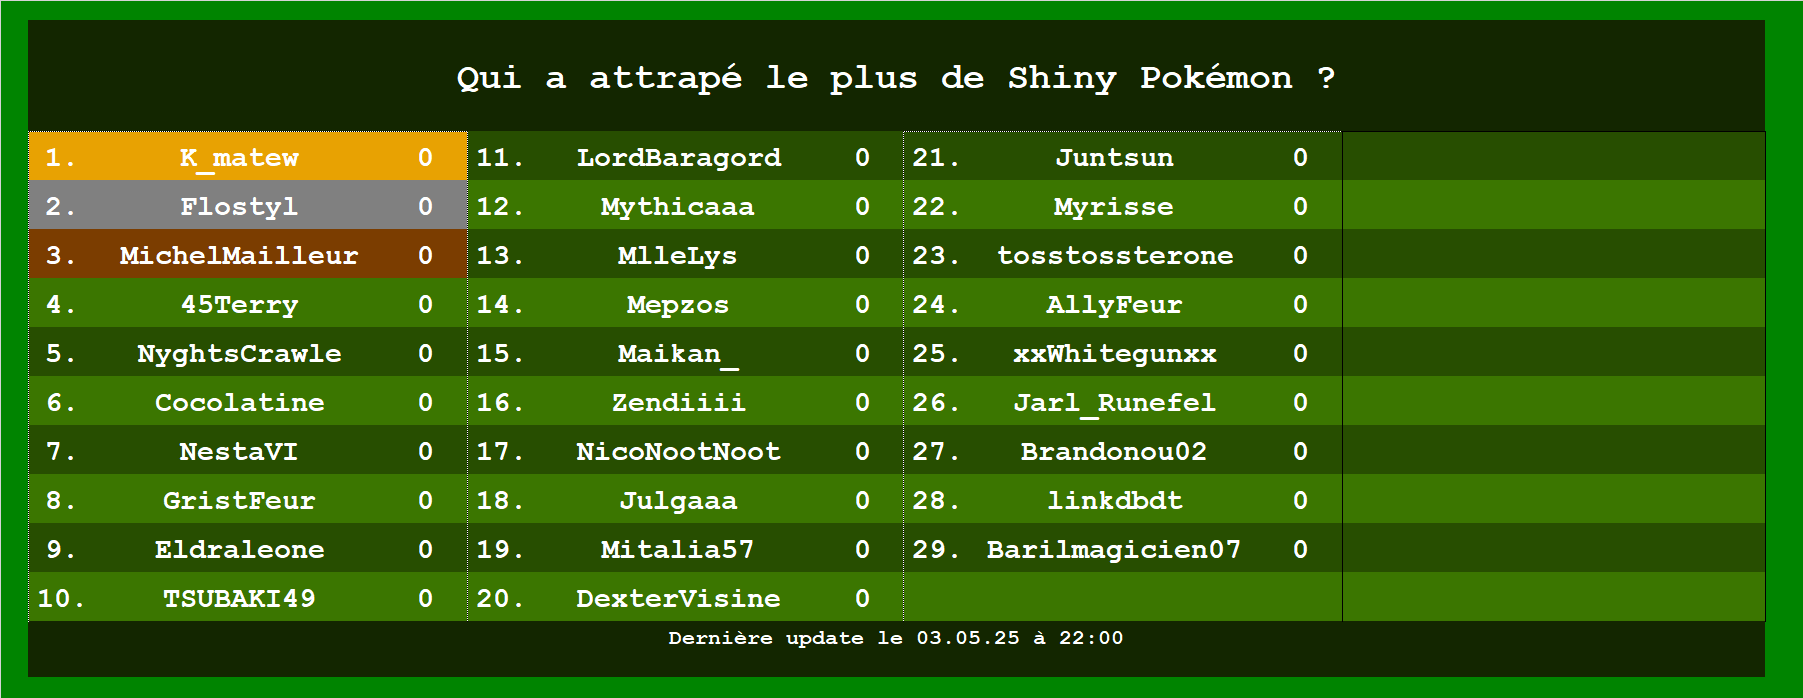 Qui a attrapé le plus de Shiny Pokémon ?
1. K_matew 0
2. Flostyl 0
3. MichelMailleur 0
4. 45Terry 0
5. NyghtsCrawle 0
6. Cocolatine 0
7. NestaVI 0
8. GristFeur 0
9. Eldraleone 0
10. TSUBAKI49 0
11. LordBaragord 0
12. Mythicaaa 0
13. MlleLys 0
14. Mepzos 0
15. Maikan_ 0
16. Zendiiii 0
17. NicoNootNoot 0
18. Julgaaa 0
19. Mitalia57 0
20. DexterVisine 0
21. Juntsun 0
22. Myrisse 0
23. tosstossterone 0
24. AllyFeur 0
25. xxWhitegunxx 0
26. Jarl_Runefel 0
27. Brandonou02 0
28. linkdbdt 0
29. Barilmagicien07 0
Dernière update le 03.05.25 à 22:00